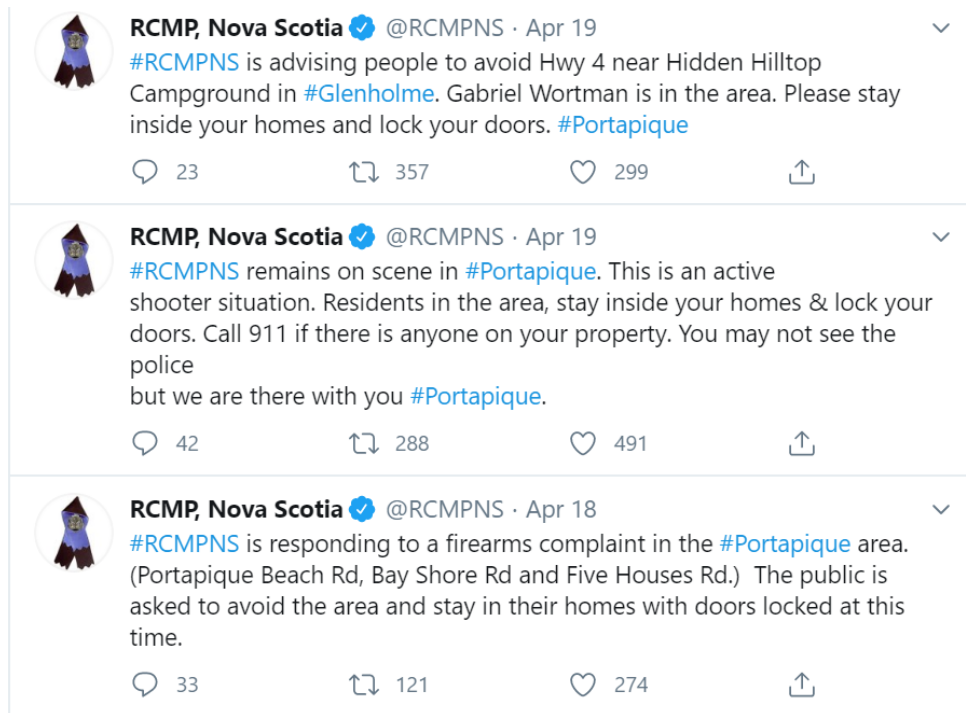 RCMP, Nova Scotia @RCMPNS · Apr 19
#RCMPNS is advising people to avoid Hwy 4 near Hidden Hilltop
Campground in #Glenholme. Gabriel Wortman is in the area. Please stay
inside your homes and lock your doors. #Portapique
23 357 299
RCMP, Nova Scotia @RCMPNS · Apr 19
#RCMPNS remains on scene in #Portapique. This is an active
shooter situation. Residents in the area, stay inside your homes & lock your
doors. Call 911 if there is anyone on your property. You may not see the
police
but we are there with you #Portapique.
42 288 491
RCMP, Nova Scotia @RCMPNS · Apr 18
#RCMPNS is responding to a firearms complaint in the #Portapique area.
(Portapique Beach Rd, Bay Shore Rd and Five Houses Rd.)  The public is
asked to avoid the area and stay in their homes with doors locked at this
time.
33 121 274